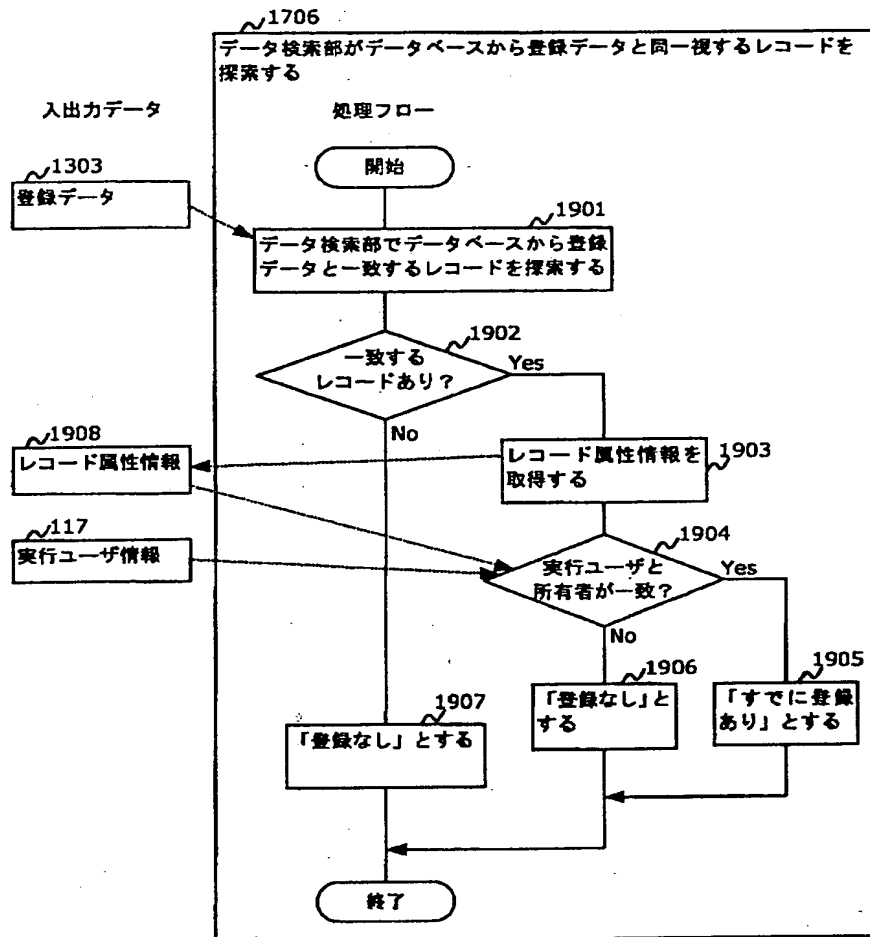 1706
データ検索部がデータベースから登録データと同一視するレコードを
探索する
入出力データ
処理フロー
開始
1303
登録データ
1901
データ検索部でデータベースから登録
データと一致するレコードを探索する
1902
一致する
レコードあり？
Yes
No
1908
レコード属性情報
レコード属性情報を
取得する
1903
117
実行ユーザ情報
1904
実行ユーザと
所有者が一致？
Yes
No
1906
「登録なし」と
する
1905
「すでに登録
あり」とする
1907
「登録なし」とする
終了